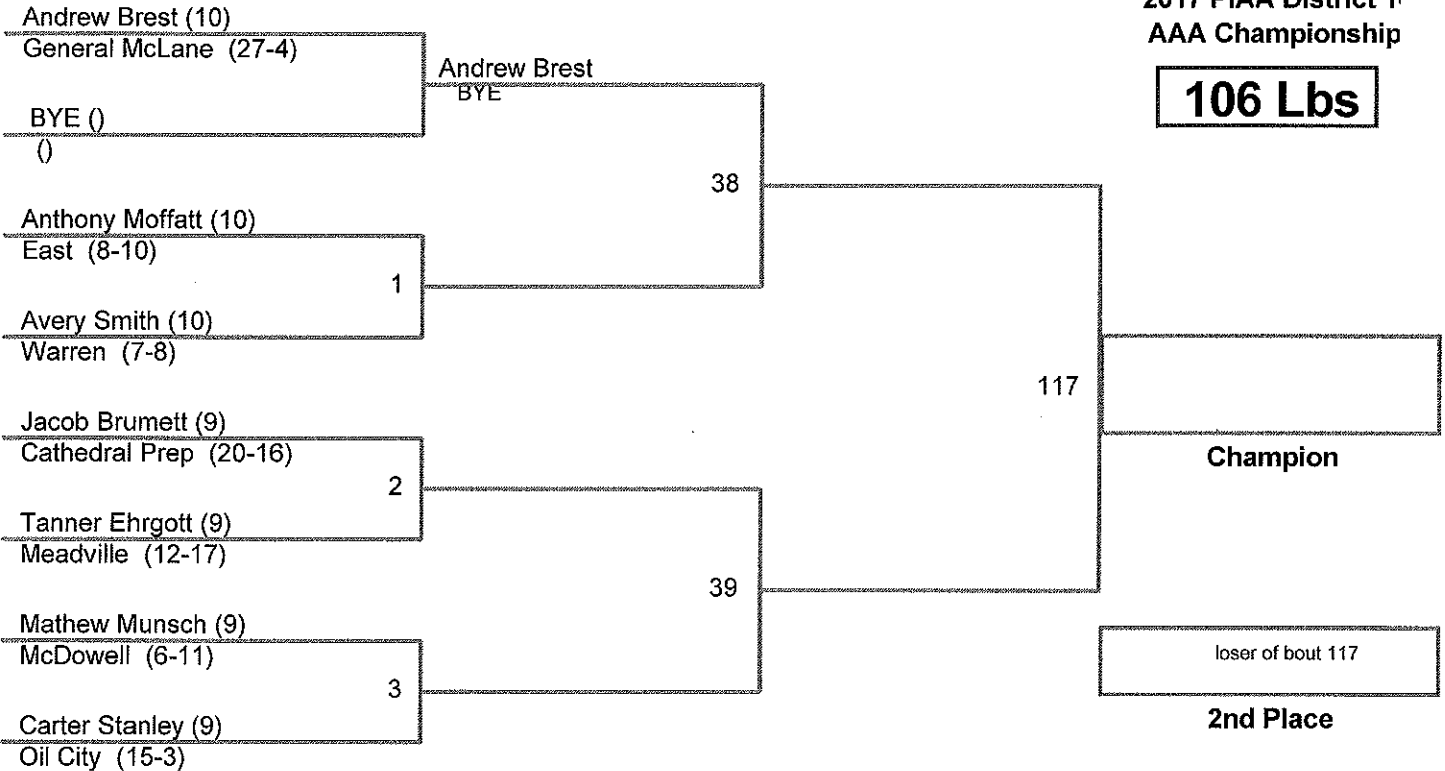 2017 PIAA District
AAA Championship
106 Lbs
Andrew Brest (10)
General McLane (27-4)
BYE ()
()
Anthony Moffatt (10)
East (8-10)
Avery Smith (10)
Warren (7-8)
Jacob Brumett (9)
Cathedral Prep (20-16)
Tanner Ehrgott (9)
Meadville (12-17)
Mathew Munsch (9)
McDowell (6-11)
Carter Stanley (9)
Oil City (15-3)
Andrew Brest
BYE
1
2
3
38
39
117
Champion
loser of bout 117
2nd Place